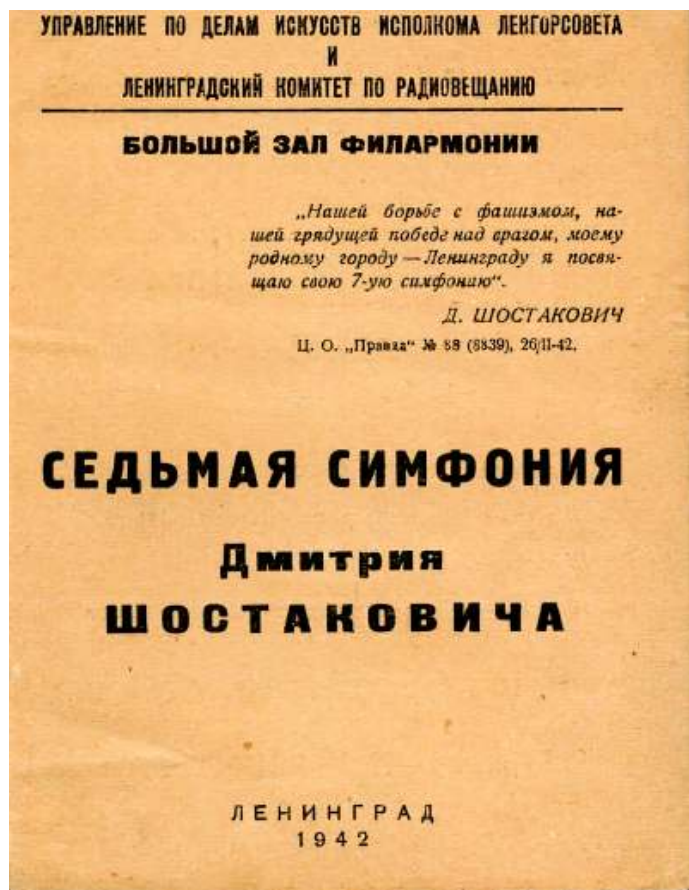 УПРАВЛЕНИЕ ПО ДЕЛАМ ИСКУССТВ ИСПОЛКОМА ЛЕНГОРСОВЕТА
И
ЛЕНИНГРАДСКИЙ КОМИТЕТ ПО РАДИОВЕЩАНИЮ
БОЛЬШОЙ ЗАЛ ФИЛАРМОНИИ
„Нашей борьбе с фашизмом, на-
шей грядущей победе над врагом, моему
родному городу — Ленинграду я посвя-
щаю свою 7-ую симфонию“.
Д. ШОСТАКОВИЧ
Ц. О. „Правда“ № 88 (8839), 26/II-42.
СЕДЬМАЯ СИМФОНИЯ
Дмитрия
ШОСТАКОВИЧА
ЛЕНИНГРАД
1942